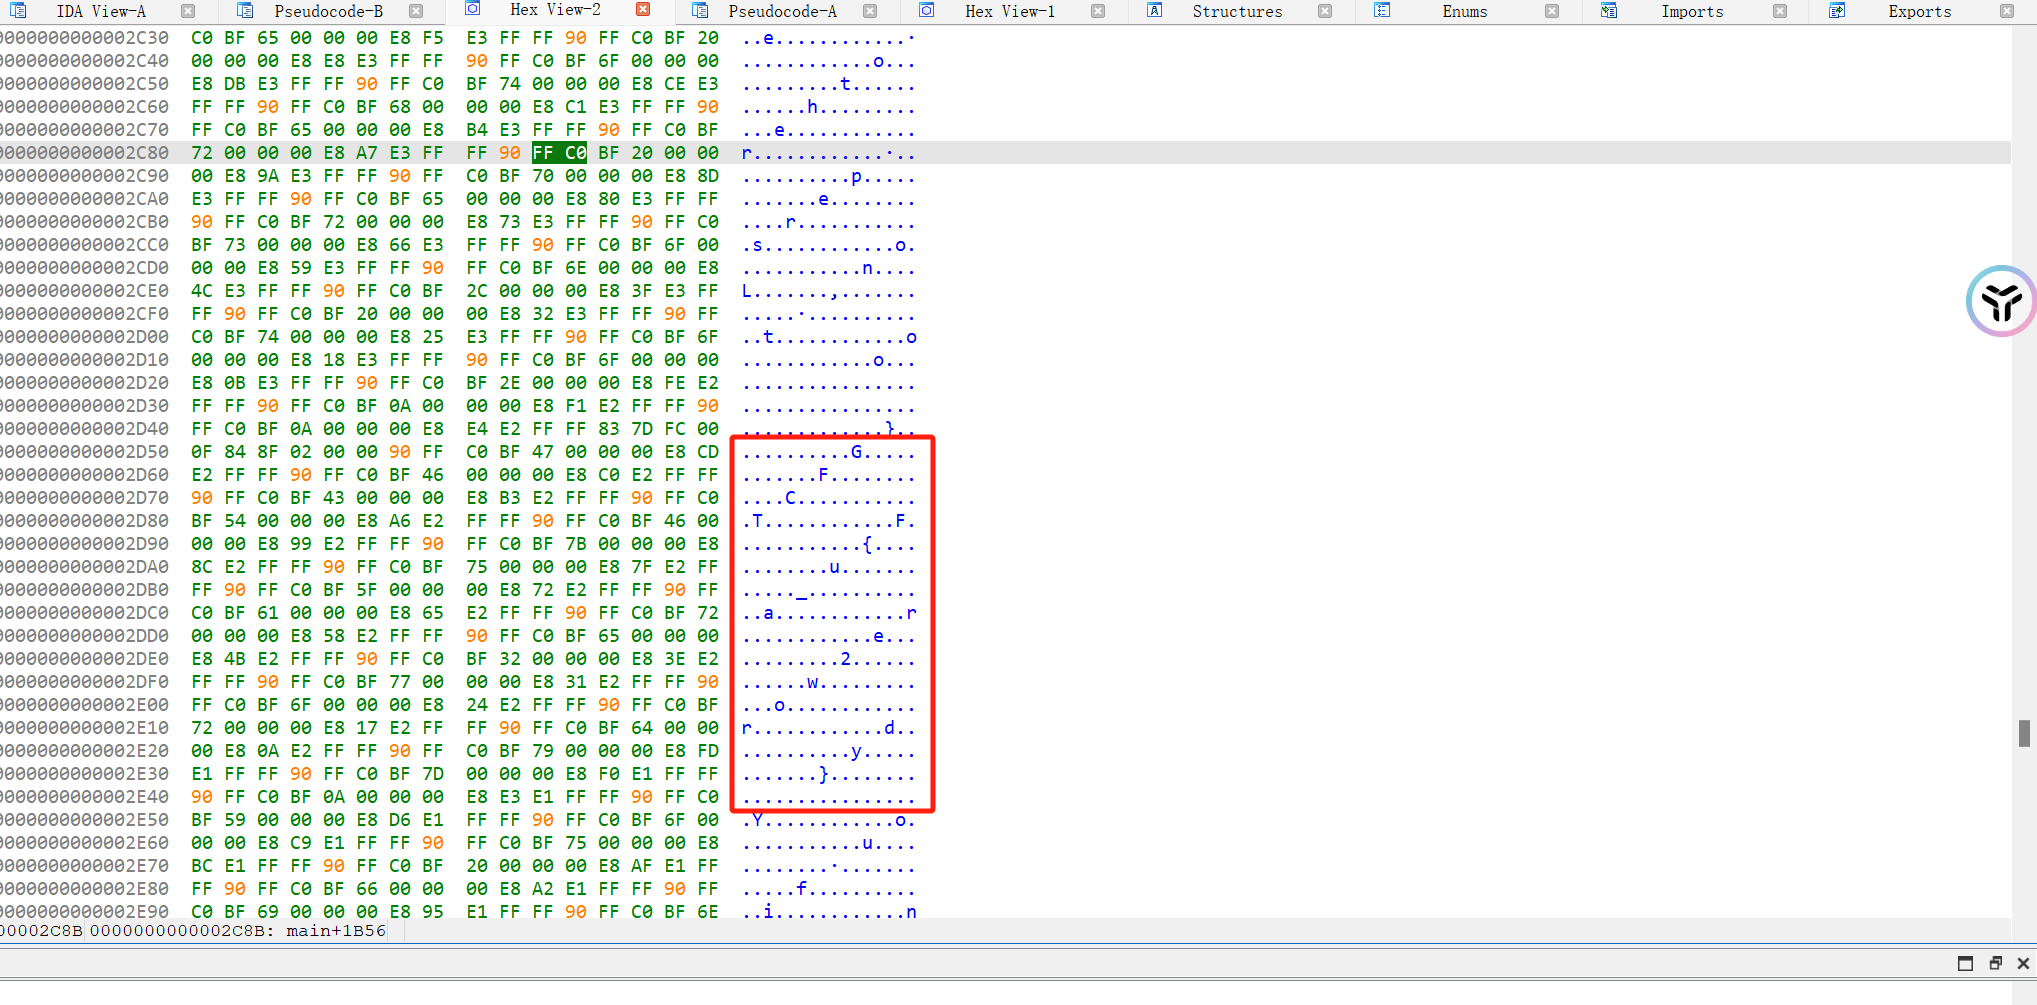 IDA View-A Pseudocode-B Hex View-2 Pseudocode-A Hex View-1 Structures Enums Imports Exports
0000000000002C30 C0 BF 65 00 00 00 E8 F5 E3 FF FF 90 FF C0 BF 20 ..e............·
0000000000002C40 00 00 00 E8 E8 E3 FF FF 90 FF C0 BF 6F 00 00 00 ............o...
0000000000002C50 E8 DB E3 FF FF 90 FF C0 BF 74 00 00 00 E8 CE E3 .........t......
0000000000002C60 FF FF 90 FF C0 BF 68 00 00 00 E8 C1 E3 FF FF 90 ......h.........
0000000000002C70 FF C0 BF 65 00 00 00 E8 B4 E3 FF FF 90 FF C0 BF ...e............
0000000000002C80 72 00 00 00 E8 A7 E3 FF FF 90 FF C0 BF 20 00 00 r............·..
0000000000002C90 00 E8 9A E3 FF FF 90 FF C0 BF 70 00 00 00 E8 8D ..........p.....
0000000000002CA0 E3 FF FF 90 FF C0 BF 65 00 00 00 E8 80 E3 FF FF .......e........
0000000000002CB0 90 FF C0 BF 72 00 00 00 E8 73 E3 FF FF 90 FF C0 ....r...........
0000000000002CC0 BF 73 00 00 00 E8 66 E3 FF FF 90 FF C0 BF 6F 00 .s............o.
0000000000002CD0 00 00 E8 59 E3 FF FF 90 FF C0 BF 6E 00 00 00 E8 ...........n....
0000000000002CE0 4C E3 FF FF 90 FF C0 BF 2C 00 00 00 E8 3F E3 FF L.......,.......
0000000000002CF0 FF 90 FF C0 BF 20 00 00 00 E8 32 E3 FF FF 90 FF .....·..........
0000000000002D00 C0 BF 74 00 00 00 E8 25 E3 FF FF 90 FF C0 BF 6F ..t............o
0000000000002D10 00 00 00 E8 18 E3 FF FF 90 FF C0 BF 6F 00 00 00 ............o...
0000000000002D20 E8 0B E3 FF FF 90 FF C0 BF 2E 00 00 00 E8 FE E2 ................
0000000000002D30 FF FF 90 FF C0 BF 0A 00 00 00 E8 F1 E2 FF FF 90 ................
0000000000002D40 FF C0 BF 0A 00 00 00 E8 E4 E2 FF FF 83 7D FC 00 .............}..
0000000000002D50 0F 84 8F 02 00 00 90 FF C0 BF 47 00 00 00 E8 CD ..........G.....
0000000000002D60 E2 FF FF 90 FF C0 BF 46 00 00 00 E8 C0 E2 FF FF .......F........
0000000000002D70 90 FF C0 BF 43 00 00 00 E8 B3 E2 FF FF 90 FF C0 ....C...........
0000000000002D80 BF 54 00 00 00 E8 A6 E2 FF FF 90 FF C0 BF 46 00 .T............F.
0000000000002D90 00 00 E8 99 E2 FF FF 90 FF C0 BF 7B 00 00 00 E8 ...........{....
0000000000002DA0 8C E2 FF FF 90 FF C0 BF 75 00 00 00 E8 7F E2 FF ........u.......
0000000000002DB0 FF 90 FF C0 BF 5F 00 00 00 E8 72 E2 FF FF 90 FF ....._..........
0000000000002DC0 C0 BF 61 00 00 00 E8 65 E2 FF FF 90 FF C0 BF 72 ..a............r
0000000000002DD0 00 00 00 E8 58 E2 FF FF 90 FF C0 BF 65 00 00 00 ............e...
0000000000002DE0 E8 4B E2 FF FF 90 FF C0 BF 32 00 00 00 E8 3E E2 .........2......
0000000000002DF0 FF FF 90 FF C0 BF 77 00 00 00 E8 31 E2 FF FF 90 ......w.........
0000000000002E00 FF C0 BF 6F 00 00 00 E8 24 E2 FF FF 90 FF C0 BF ...o............
0000000000002E10 72 00 00 00 E8 17 E2 FF FF 90 FF C0 BF 64 00 00 r............d..
0000000000002E20 00 E8 0A E2 FF FF 90 FF C0 BF 79 00 00 00 E8 FD ..........y.....
0000000000002E30 E1 FF FF 90 FF C0 BF 7D 00 00 00 E8 F0 E1 FF FF .......}........
0000000000002E40 90 FF C0 BF 0A 00 00 00 E8 E3 E1 FF FF 90 FF C0 ................
0000000000002E50 BF 59 00 00 00 E8 D6 E1 FF FF 90 FF C0 BF 6F 00 .Y............o.
0000000000002E60 00 00 E8 C9 E1 FF FF 90 FF C0 BF 75 00 00 00 E8 ...........u....
0000000000002E70 BC E1 FF FF 90 FF C0 BF 20 00 00 00 E8 AF E1 FF ........·.......
0000000000002E80 FF 90 FF C0 BF 66 00 00 00 E8 A2 E1 FF FF 90 FF .....f..........
0000000000002E90 C0 BF 69 00 00 00 E8 95 E1 FF FF 90 FF C0 BF 6E ..i............n
00002C8B 0000000000002C8B: main+1B56